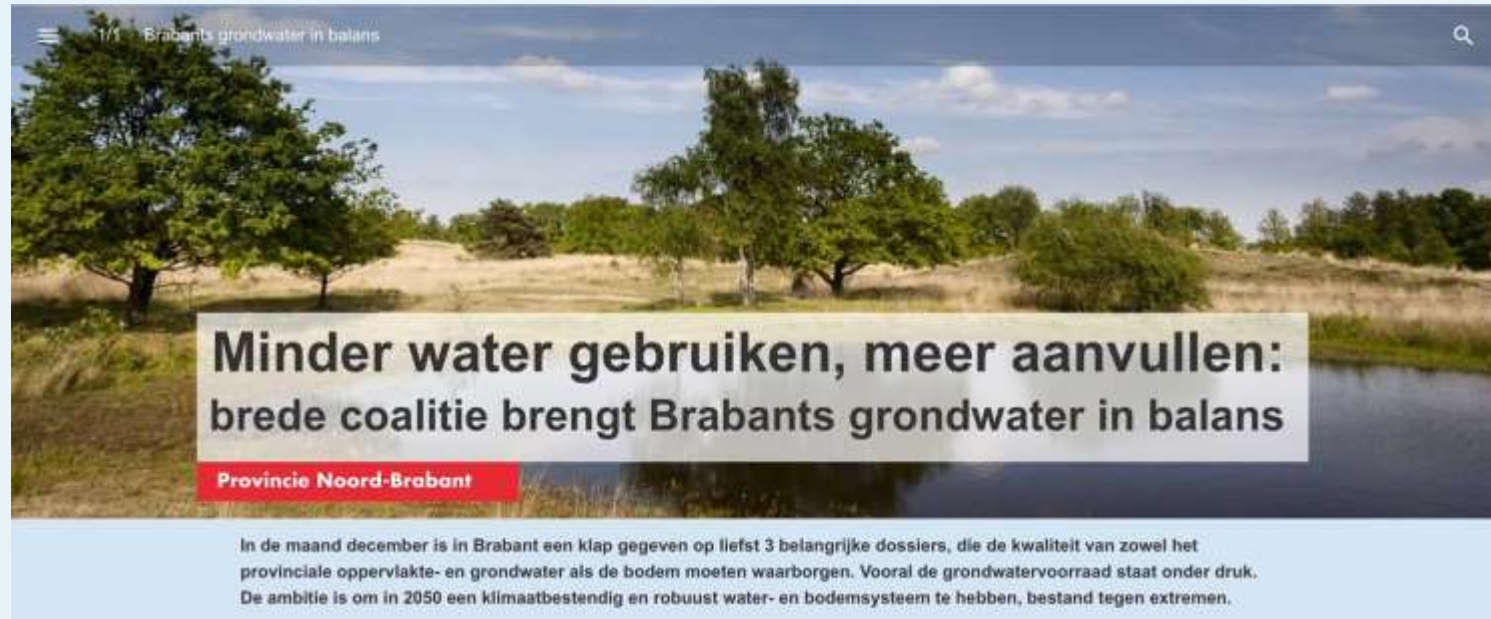 1/1 Brabants grondwater in balans
Minder water gebruiken, meer aanvullen:
brede coalitie brengt Brabants grondwater in balans
Provincie Noord-Brabant
In de maand december is in Brabant een klap gegeven op liefst 3 belangrijke dossiers, die de kwaliteit van zowel het
provinciale oppervlakte- en grondwater als de bodem moeten waarborgen. Vooral de grondwatervoorraad staat onder druk.
De ambitie is om in 2050 een klimaatbestendig en robuust water- en bodemsysteem te hebben, bestand tegen extremen.